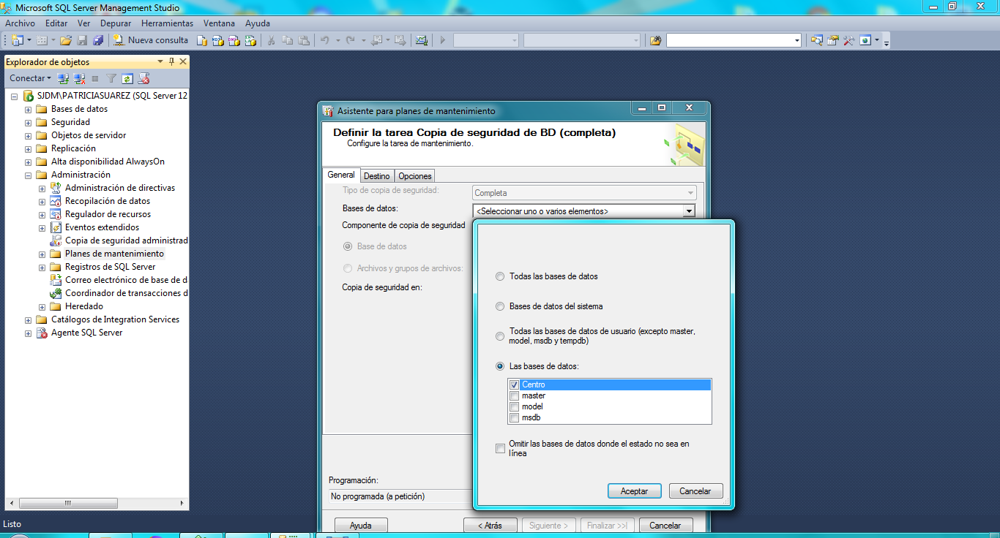 Microsoft SQL Server Management Studio
Archivo Editar Ver Depurar Herramientas Ventana Ayuda
Nueva consulta
Explorador de objetos
Conectar
SJDM\PATRICIASUAREZ (SQL Server 12
Bases de datos
Seguridad
Objetos de servidor
Replicación
Alta disponibilidad AlwaysOn
Administración
Administración de directivas
Recopilación de datos
Regulador de recursos
Eventos extendidos
Copia de seguridad administrad
Planes de mantenimiento
Registros de SQL Server
Correo electrónico de base de d
Coordinador de transacciones d
Heredado
Catálogos de Integration Services
Agente SQL Server
Listo
Asistente para planes de mantenimiento
Definir la tarea Copia de seguridad de BD (completa)
Configure la tarea de mantenimiento.
General Destino Opciones
Tipo de copia de seguridad: Completa
Bases de datos: <Seleccionar uno o varios elementos>
Componente de copia de seguridad
Base de datos
Archivos y grupos de archivos:
Copia de seguridad en:
Todas las bases de datos
Bases de datos del sistema
Todas las bases de datos de usuario (excepto master,
model, msdb y tempdb)
Las bases de datos:
Centro
master
model
msdb
Omitir las bases de datos donde el estado no sea en
línea
Aceptar Cancelar
Programación:
No programada (a petición)
Ayuda < Atrás Siguiente > Finalizar >>| Cancelar